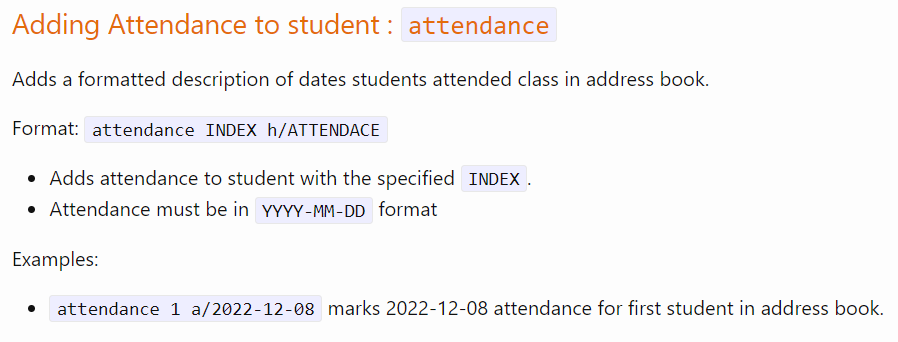 Adding Attendance to student : attendance
Adds a formatted description of dates students attended class in address book.
Format: attendance INDEX h/ATTENDACE
• Adds attendance to student with the specified INDEX.
• Attendance must be in YYYY-MM-DD format
Examples:
• attendance 1 a/2022-12-08 marks 2022-12-08 attendance for first student in address book.